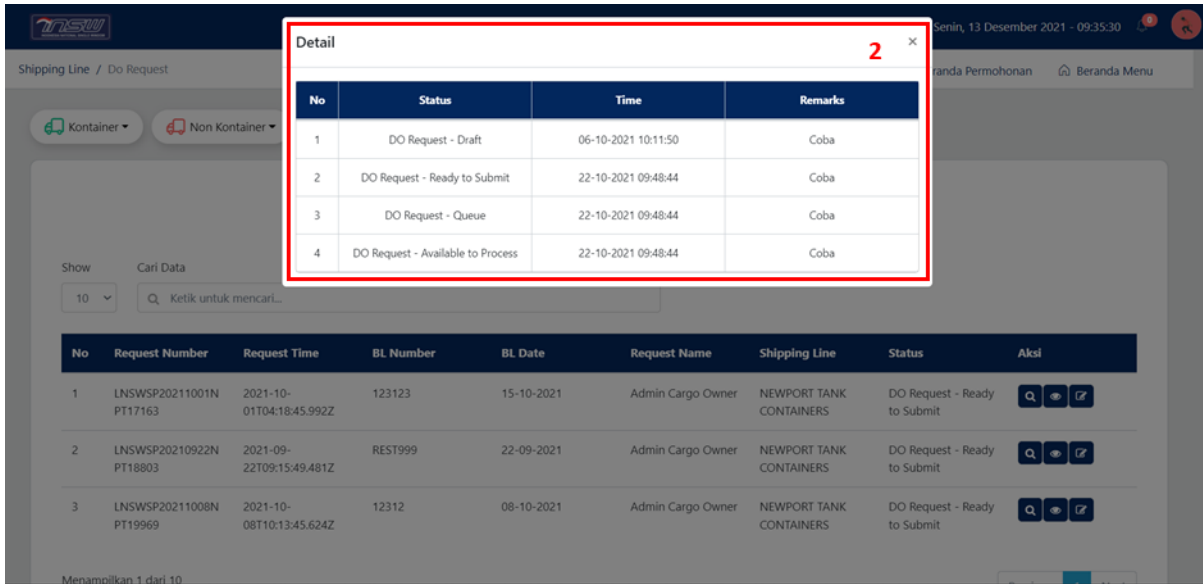 INSW
Senin, 13 Desember 2021 - 09:35:30
0
Detail
2
×
Shipping Line / Do Request
randa Permohonan
Beranda Menu
Kontainer
Non Kontainer
No Status Time Remarks
1 DO Request - Draft 06-10-2021 10:11:50 Coba
2 DO Request - Ready to Submit 22-10-2021 09:48:44 Coba
3 DO Request - Queue 22-10-2021 09:48:44 Coba
4 DO Request - Available to Process 22-10-2021 09:48:44 Coba
Show Cari Data
10 Ketik untuk mencari...
No Request Number Request Time BL Number BL Date Request Name Shipping Line Status Aksi
1 LNSWSP20211001N 2021-10- 123123 15-10-2021 Admin Cargo Owner NEWPORT TANK DO Request - Ready
PT17163 01T04:18:45.992Z CONTAINERS to Submit
2 LNSWSP20210922N 2021-09- REST999 22-09-2021 Admin Cargo Owner NEWPORT TANK DO Request - Ready
PT18803 22T09:15:49.481Z CONTAINERS to Submit
3 LNSWSP20211008N 2021-10- 12312 08-10-2021 Admin Cargo Owner NEWPORT TANK DO Request - Ready
PT19969 08T10:13:45.624Z CONTAINERS to Submit
Menampilkan 1 dari 10